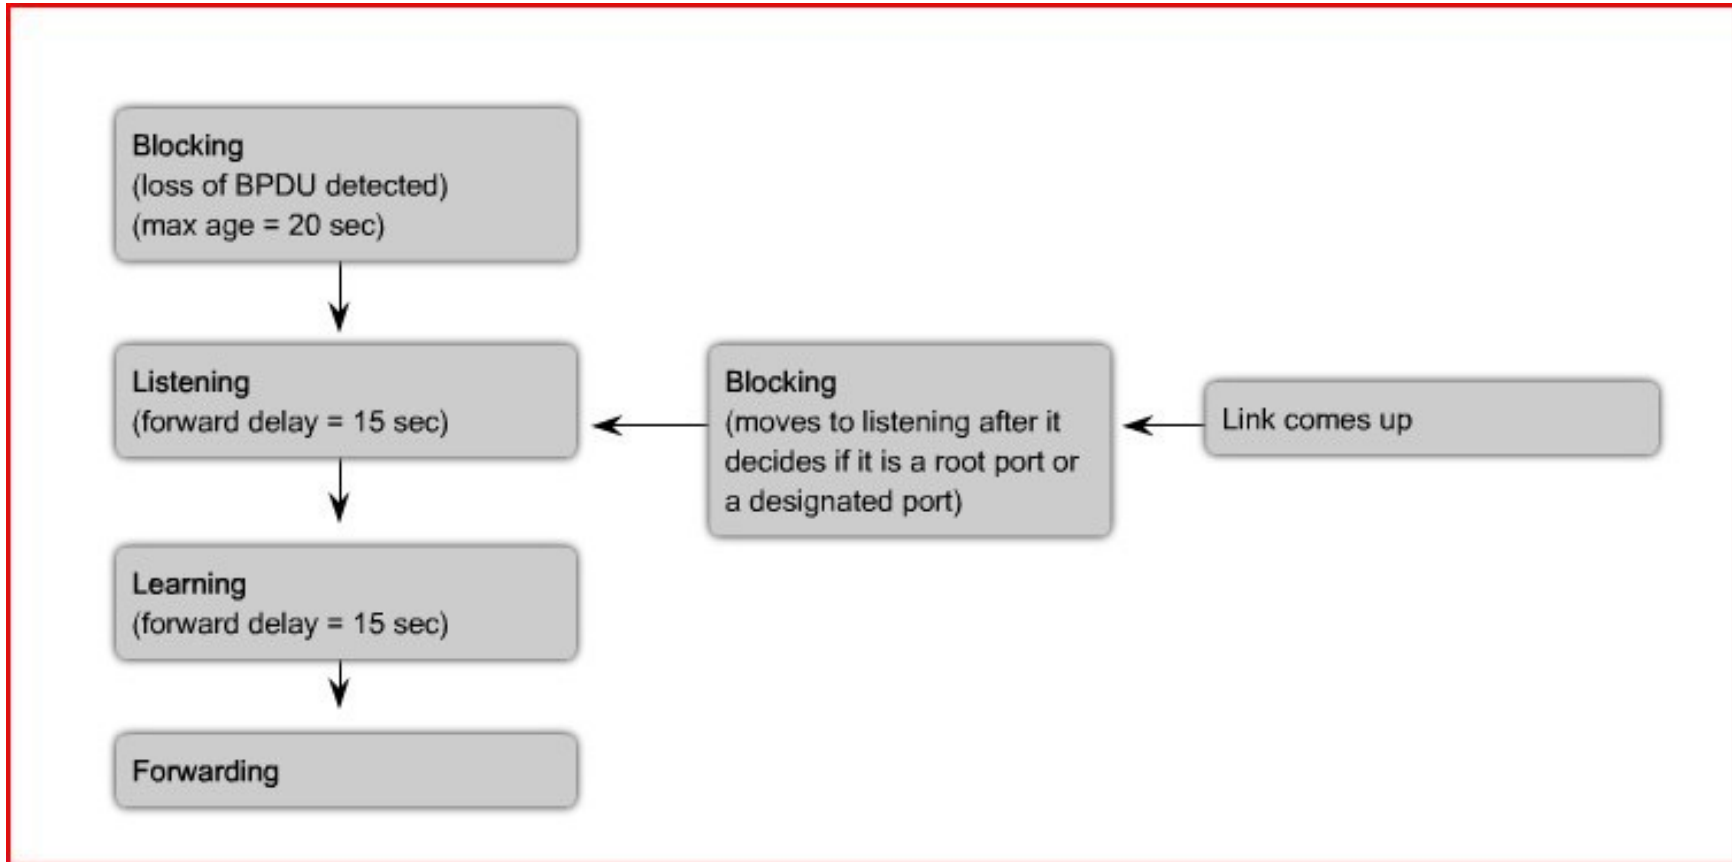 Blocking
(loss of BPDU detected)
(max age = 20 sec)
Listening
(forward delay = 15 sec)
Blocking
(moves to listening after it
decides if it is a root port or
a designated port)
Link comes up
Learning
(forward delay = 15 sec)
Forwarding